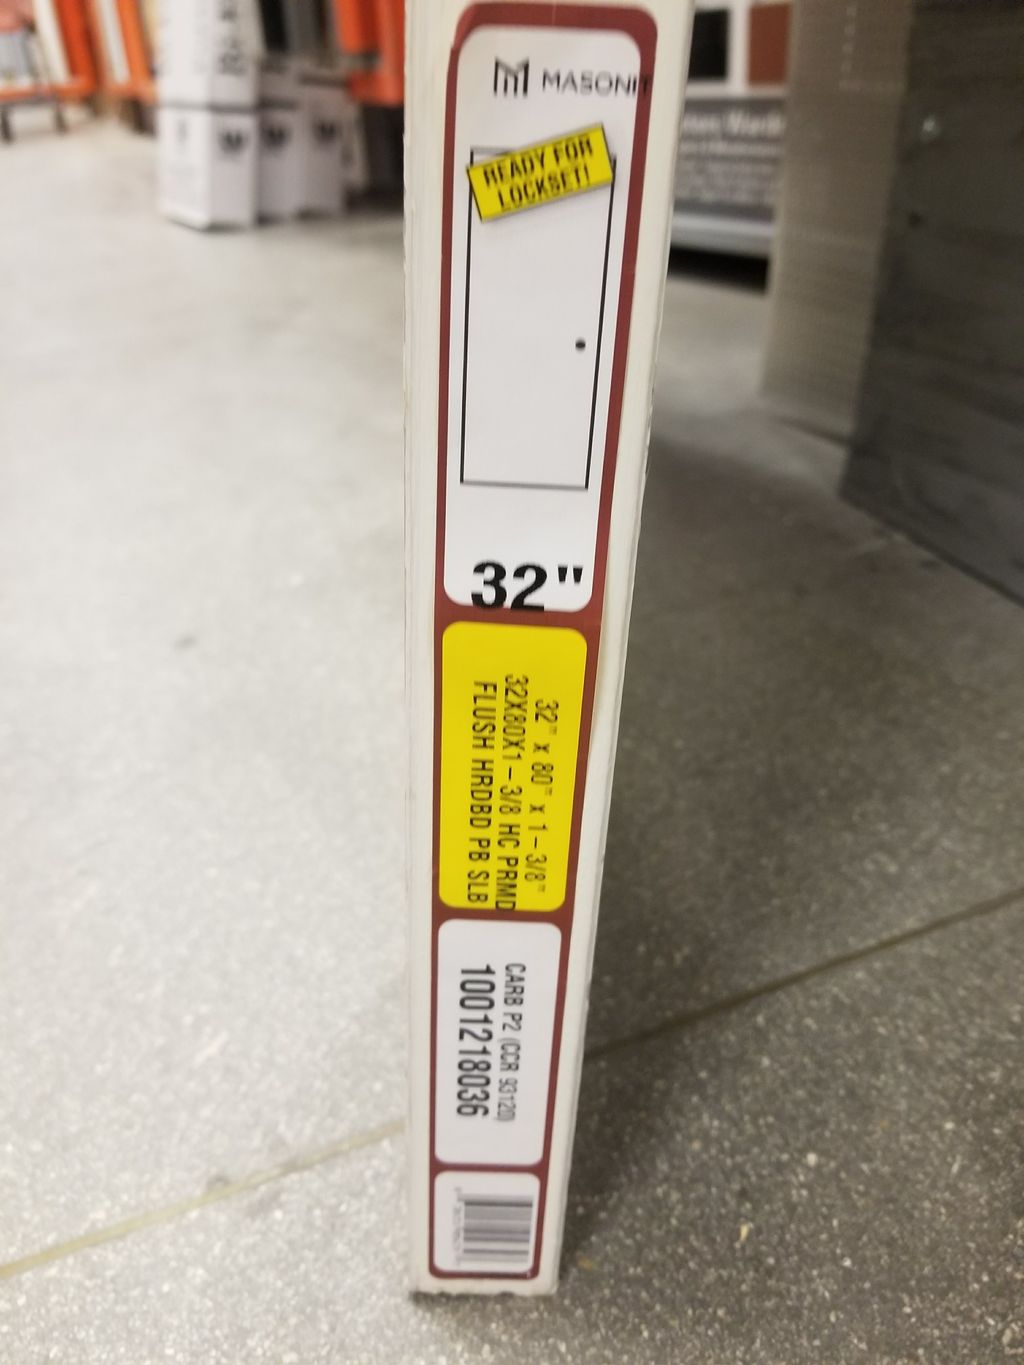 MASONIT
READY FOR
LOCKSET!
32"
32" x 80" x 1-3/8"
32X80X1-3/8 HC PRMD
FLUSH HRDBD PB SLB
CARB P2 (CCR 93120)
1001218036